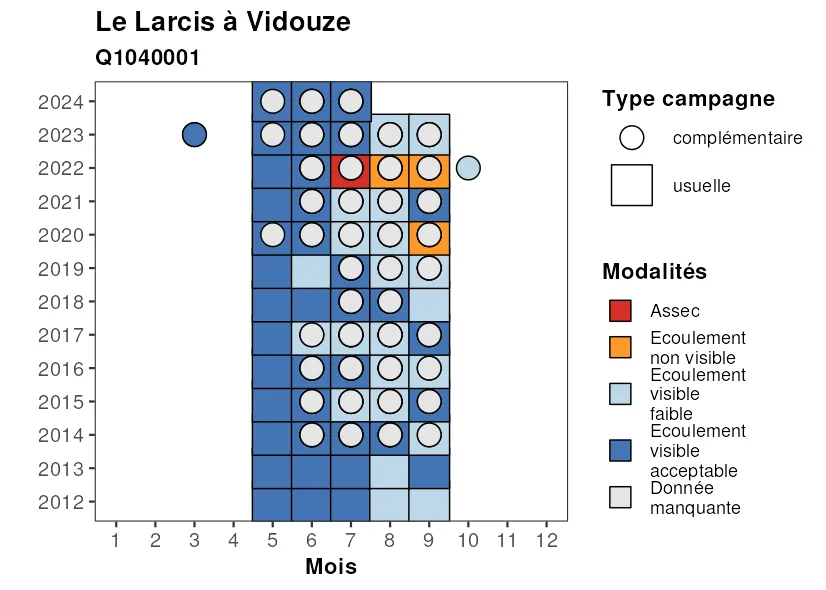 Le Larcis à Vidouze
Q1040001
2024
2023
2022
2021
2020
2019
2018
2017
2016
2015
2014
2013
2012
1 2 3 4 5 6 7 8 9 10 11 12
Mois
Type campagne
complémentaire
usuelle
Modalités
Assec
Ecoulement
non visible
Ecoulement
visible
faible
Ecoulement
visible
acceptable
Donnée
manquante